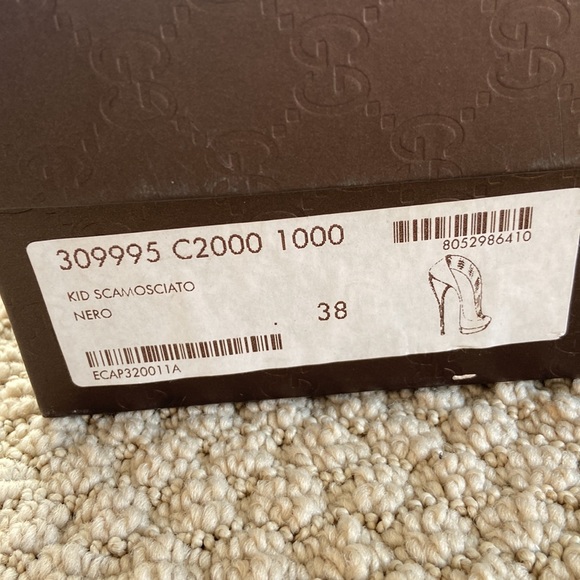 309995 C2000 1000
8052986410
KID SCAMOSCIATO
NERO
38
ECAP320011A